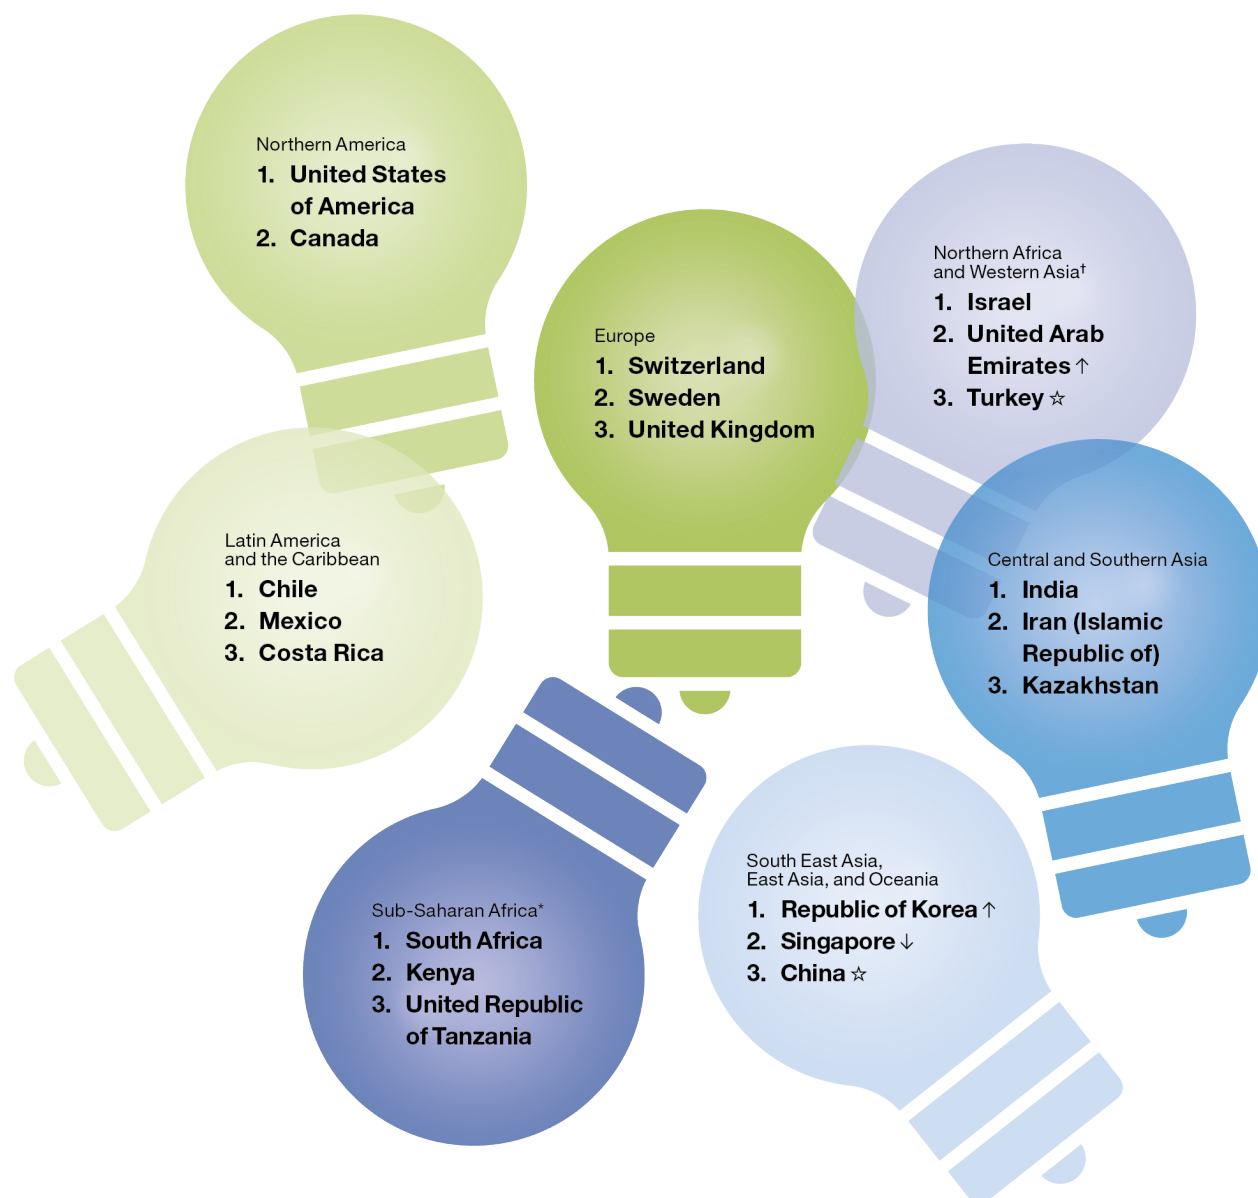 Northern America
1. United States
of America
2. Canada
Europe
1. Switzerland
2. Sweden
3. United Kingdom
Northern Africa
and Western Asia†
1. Israel
2. United Arab
Emirates ↑
3. Turkey ☆
Latin America
and the Caribbean
1. Chile
2. Mexico
3. Costa Rica
Central and Southern Asia
1. India
2. Iran (Islamic
Republic of)
3. Kazakhstan
Sub-Saharan Africa*
1. South Africa
2. Kenya
3. United Republic
of Tanzania
South East Asia,
East Asia, and Oceania
1. Republic of Korea ↑
2. Singapore ↓
3. China ☆